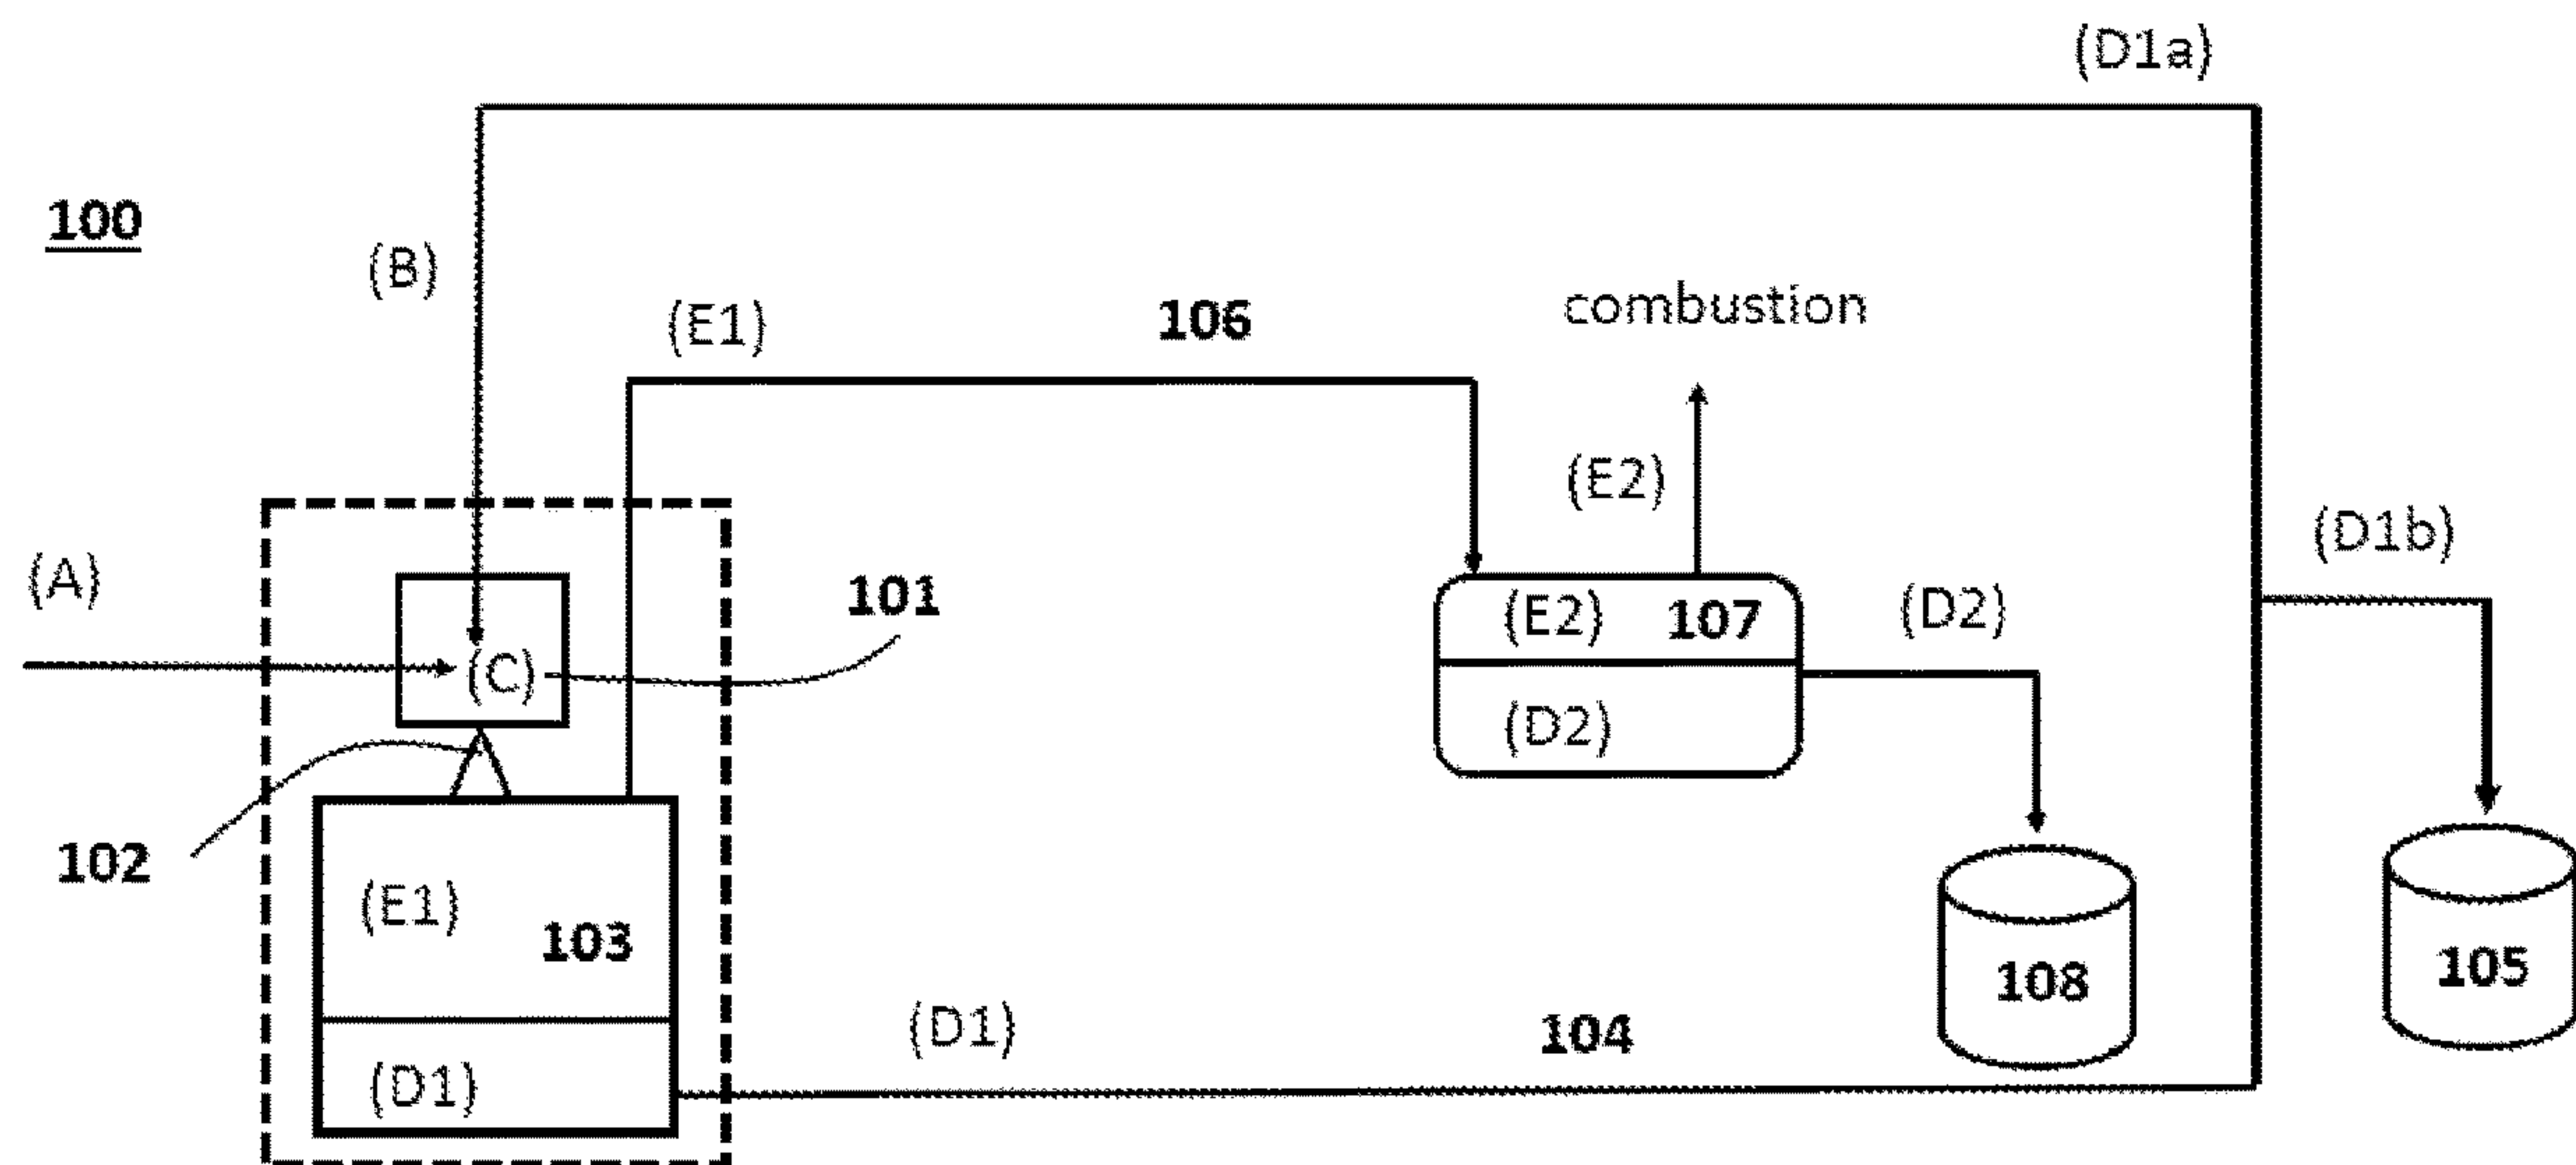 (D1a)
100
(B)
(E1)
106
combustion
(E2)
(A)
101
(D1b)
(E2)
107
(D2)
(C)
(D2)
102
(E1)
103
108
105
(D1)
104
(D1)